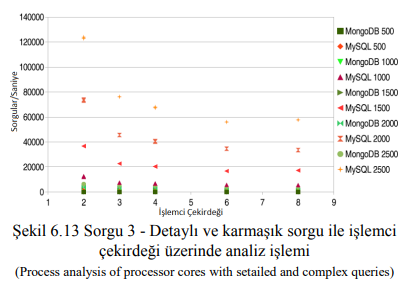 140000
120000
100000
80000
60000
40000
20000
0
Sorgular/Saniye
1 2 3 4 5 6 7 8 9
İşlemci Çekirdeği
MongoDB 500
MySQL 500
MongoDB 1000
MySQL 1000
MongoDB 1500
MySQL 1500
MongoDB 2000
MySQL 2000
MongoDB 2500
MySQL 2500
Şekil 6.13 Sorgu 3 - Detaylı ve karmaşık sorgu ile işlemci
çekirdeği üzerinde analiz işlemi
(Process analysis of processor cores with setailed and complex queries)